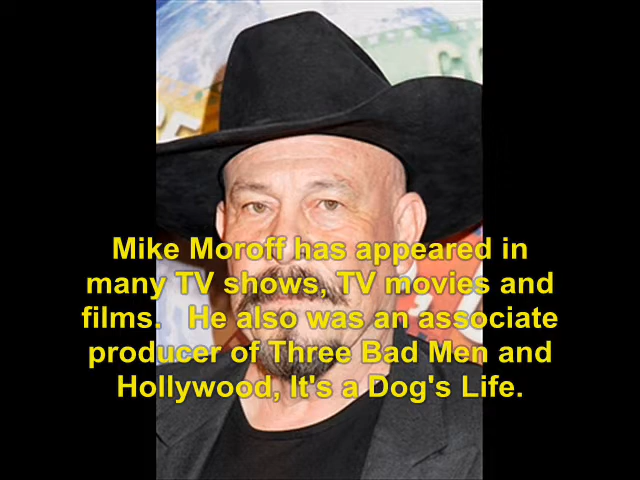 Mike Moroff has appeared in
many TV shows, TV movies and
films.   He also was an associate
producer of Three Bad Men and
Hollywood, It's a Dog's Life.